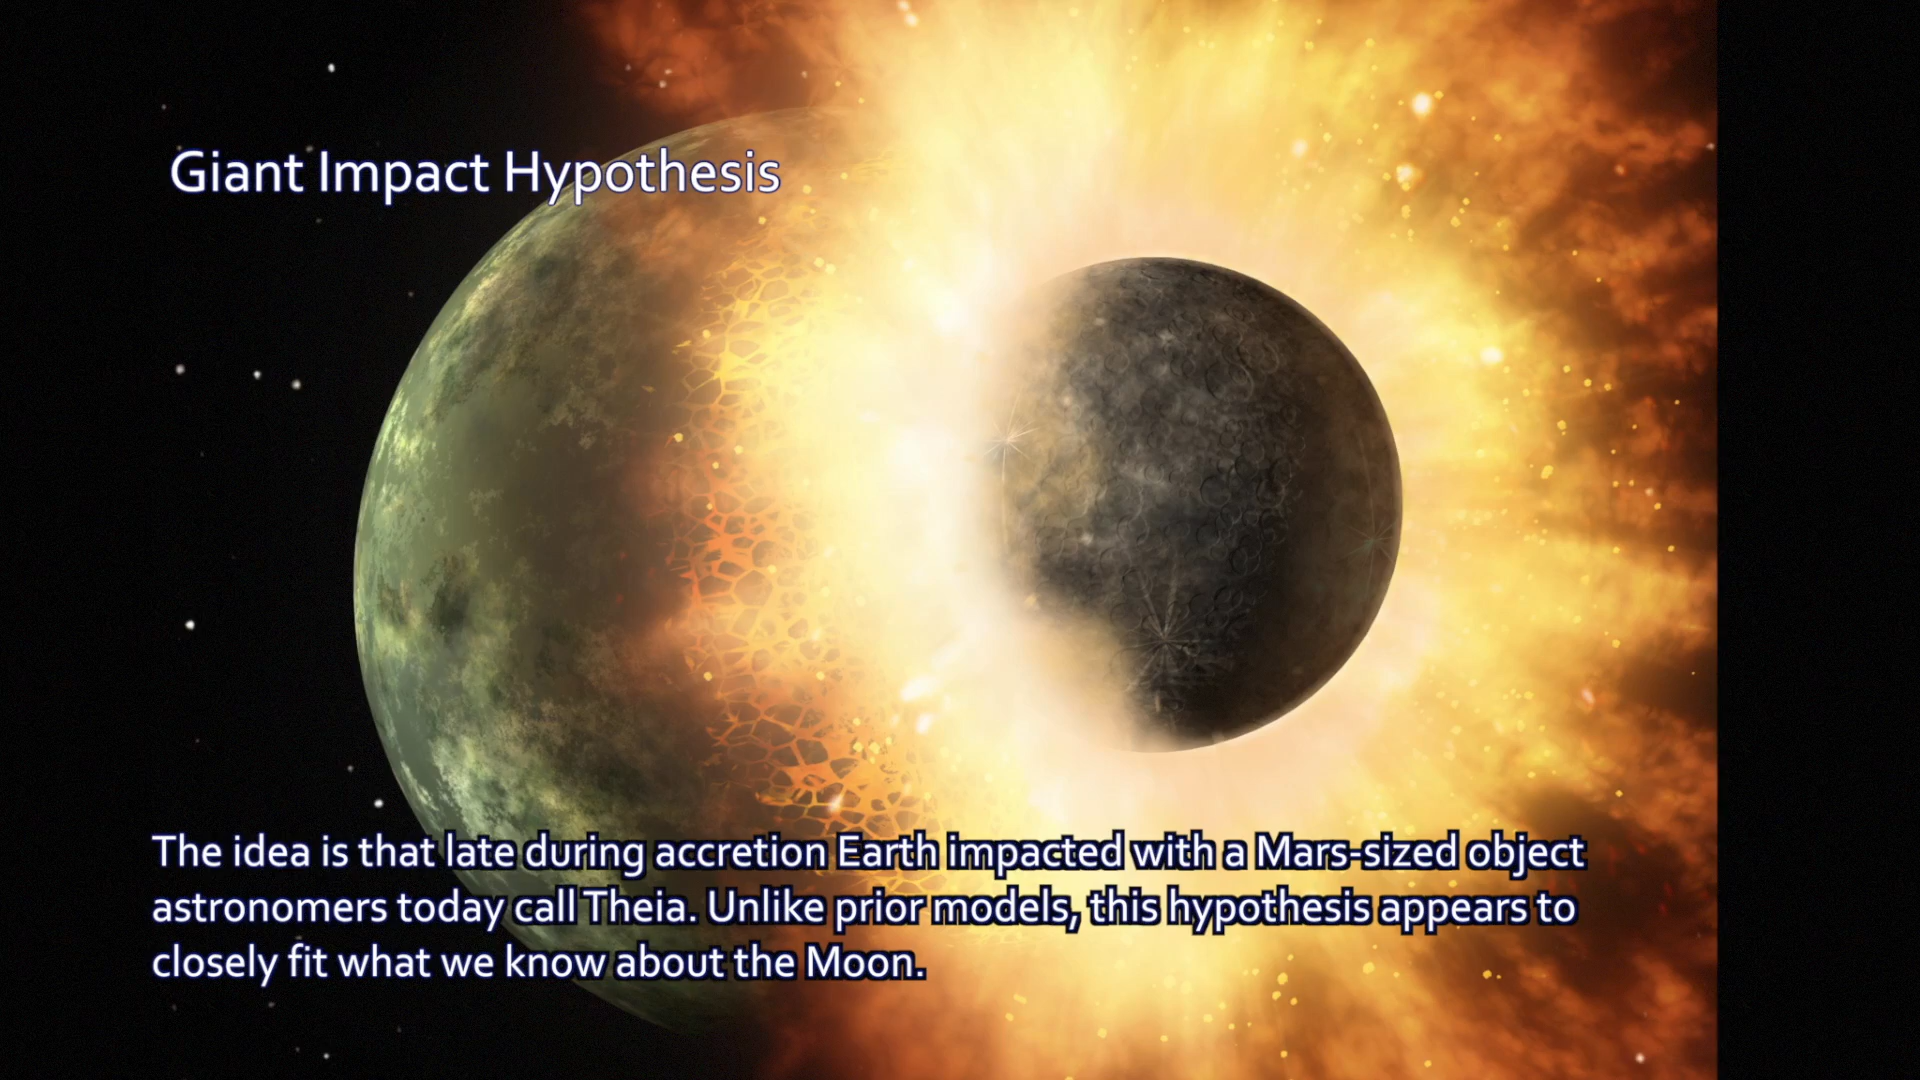 Giant Impact Hypothesis
The idea is that late during accretion Earth impacted with a Mars-sized object
astronomers today call Theia. Unlike prior models, this hypothesis appears to
closely fit what we know about the Moon.